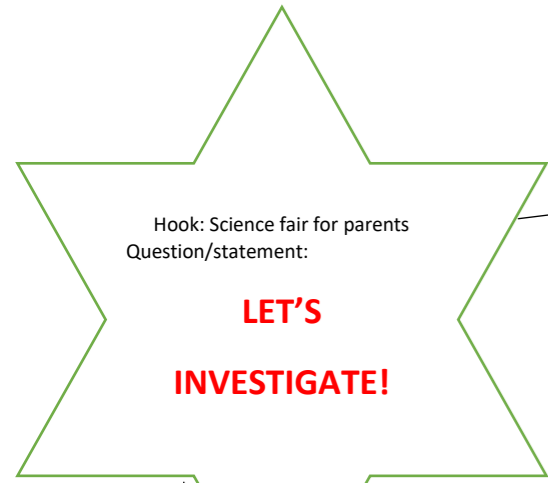 Hook: Science fair for parents
Question/statement:
LET’S
INVESTIGATE!